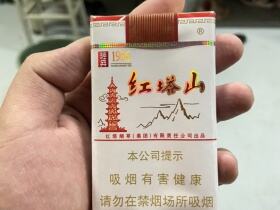 1956
®
红塔山
红塔烟草(集团)有限责任公司出品
本公司提示
吸烟有害健康
请勿在禁烟场所吸烟